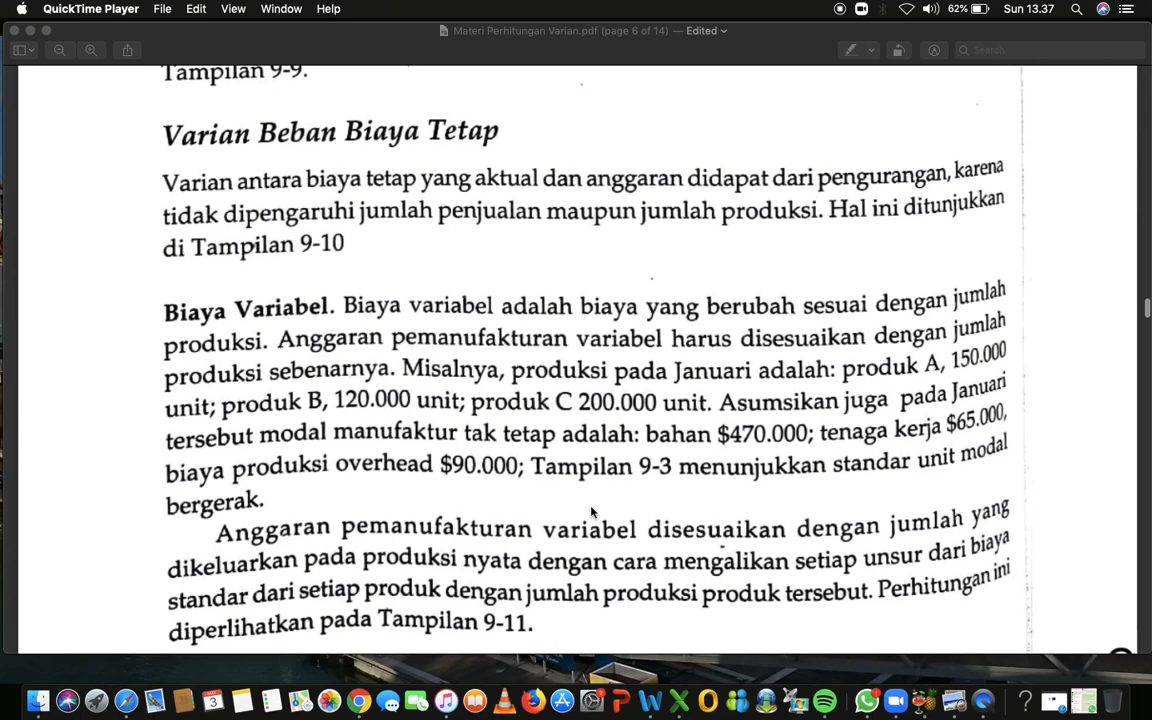 QuickTime Player File Edit View Window Help 62% Sun 13.37
Materi Perhitungan Varian.pdf (page 6 of 14) — Edited
Search
Tampilan 9-9.
Varian Beban Biaya Tetap
Varian antara biaya tetap yang aktual dan anggaran didapat dari pengurangan, karena
tidak dipengaruhi jumlah penjualan maupun jumlah produksi. Hal ini ditunjukkan
di Tampilan 9-10
Biaya Variabel. Biaya variabel adalah biaya yang berubah sesuai dengan jumlah
produksi. Anggaran pemanufakturan variabel harus disesuaikan dengan jumlah
produksi sebenarnya. Misalnya, produksi pada Januari adalah: produk A, 150.000
unit; produk B, 120.000 unit; produk C 200.000 unit. Asumsikan juga pada Januari
tersebut modal manufaktur tak tetap adalah: bahan $470.000; tenaga kerja $65.000,
biaya produksi overhead $90.000; Tampilan 9-3 menunjukkan standar unit modal
bergerak.
Anggaran pemanufakturan variabel disesuaikan dengan jumlah yang
dikeluarkan pada produksi nyata dengan cara mengalikan setiap unsur dari biaya
standar dari setiap produk dengan jumlah produksi produk tersebut. Perhitungan ini
diperlihatkan pada Tampilan 9-11.